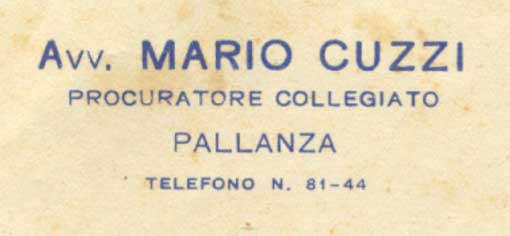 Avv. MARIO CUZZI
PROCURATORE COLLEGIATO
PALLANZA
TELEFONO N. 81-44